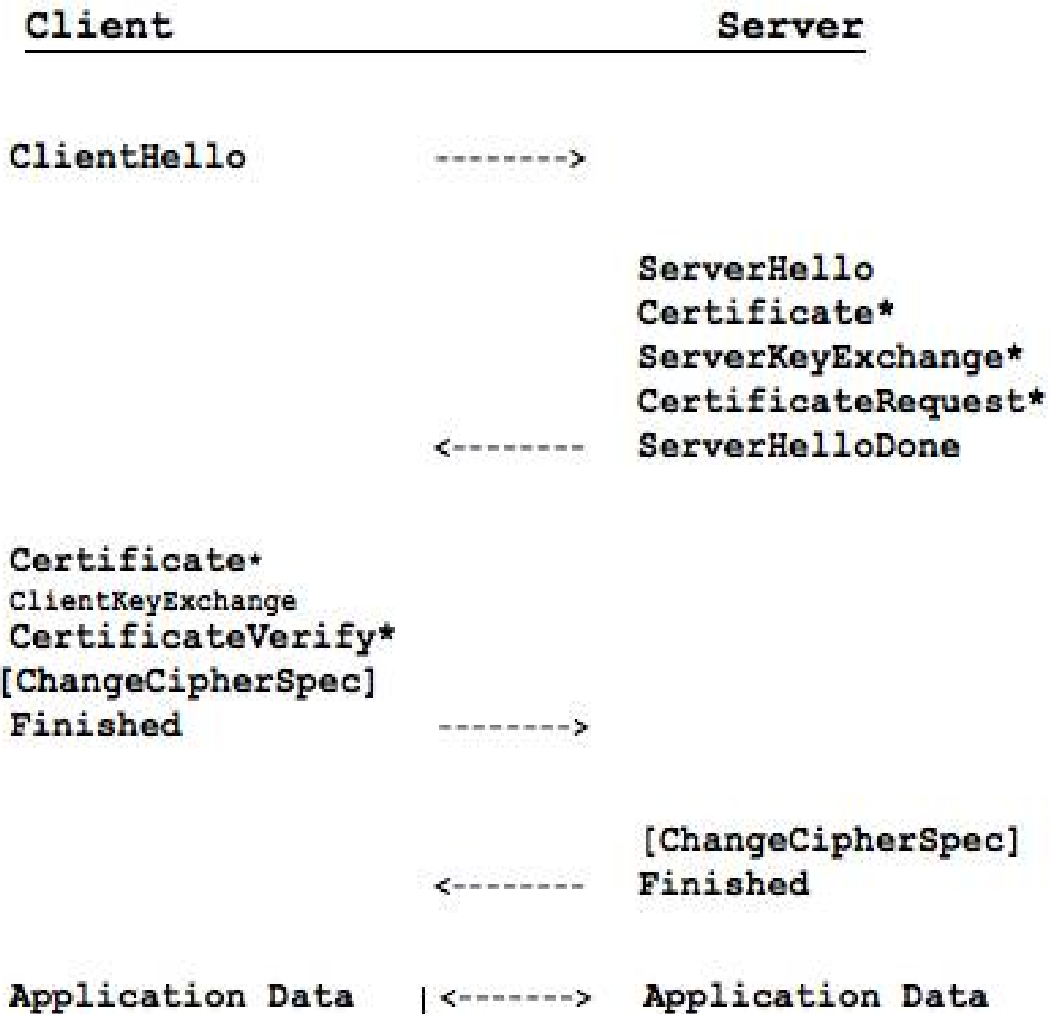 Client Server
ClientHello -------->
ServerHello
Certificate*
ServerKeyExchange*
CertificateRequest*
<-------- ServerHelloDone
Certificate*
ClientKeyExchange
CertificateVerify*
[ChangeCipherSpec]
Finished -------->
[ChangeCipherSpec]
<-------- Finished
Application Data |<-------> Application Data